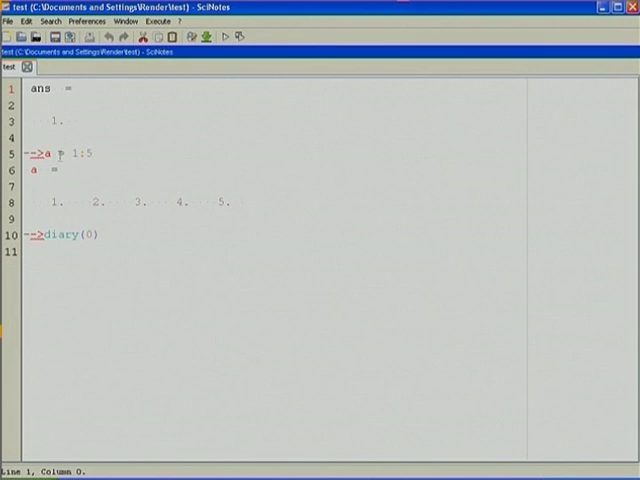 test (C:\Documents and Settings\Render\test) - SciNotes
File Edit Search Preferences Window Execute ?
test (C:\Documents and Settings\Render\test) - SciNotes
test
1 ans =
2
3 1.
4
5 -->a = 1:5
6 a =
7
8 1. 2. 3. 4. 5.
9
10 -->diary(0)
11
Line 1, Column 0.